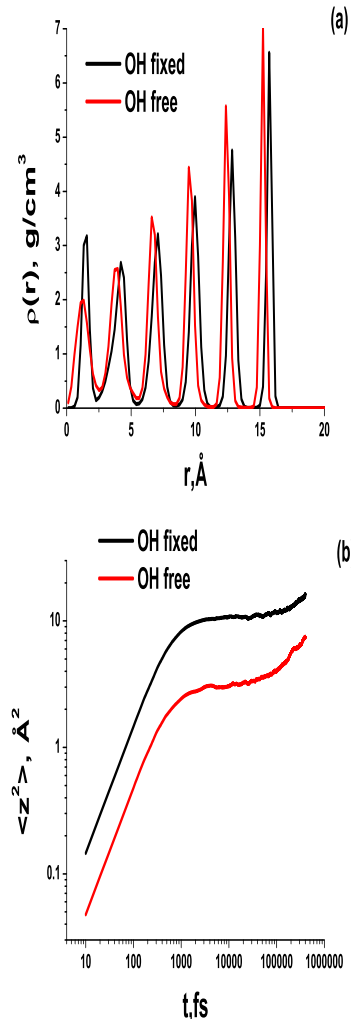 (a)
OH fixed
OH free
7
6
5
4
3
2
1
0
ρ(r), g/cm³
0 5 10 15 20
r,Å
(b
OH fixed
OH free
10
1
0.1
<z²>, Å²
10 100 1000 10000 100000 1000000
t,fs